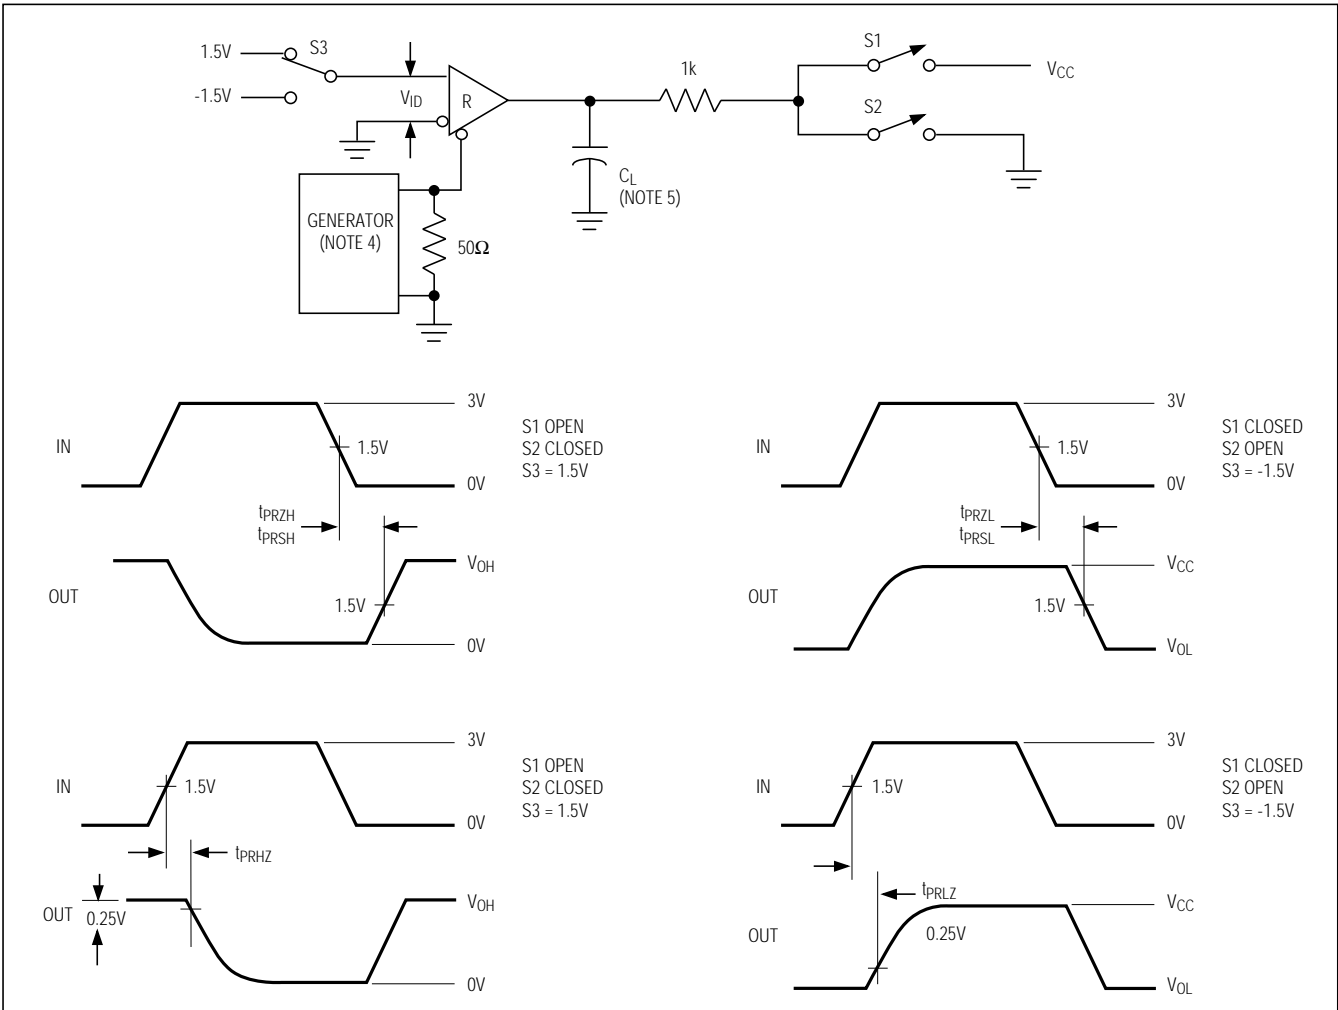 1.5V
S3
-1.5V
VID
R
1k
S1
VCC
S2
CL
(NOTE 5)
GENERATOR
(NOTE 4)
50Ω
IN
3V
1.5V
0V
S1 OPEN
S2 CLOSED
S3 = 1.5V
tPRZH
tPRSH
OUT
VOH
1.5V
0V
IN
3V
1.5V
0V
S1 CLOSED
S2 OPEN
S3 = -1.5V
tPRZL
tPRSL
OUT
VCC
1.5V
VOL
IN
3V
1.5V
0V
S1 OPEN
S2 CLOSED
S3 = 1.5V
tPRHZ
OUT
0.25V
VOH
0V
IN
3V
1.5V
0V
S1 CLOSED
S2 OPEN
S3 = -1.5V
tPRLZ
OUT
VCC
0.25V
VOL